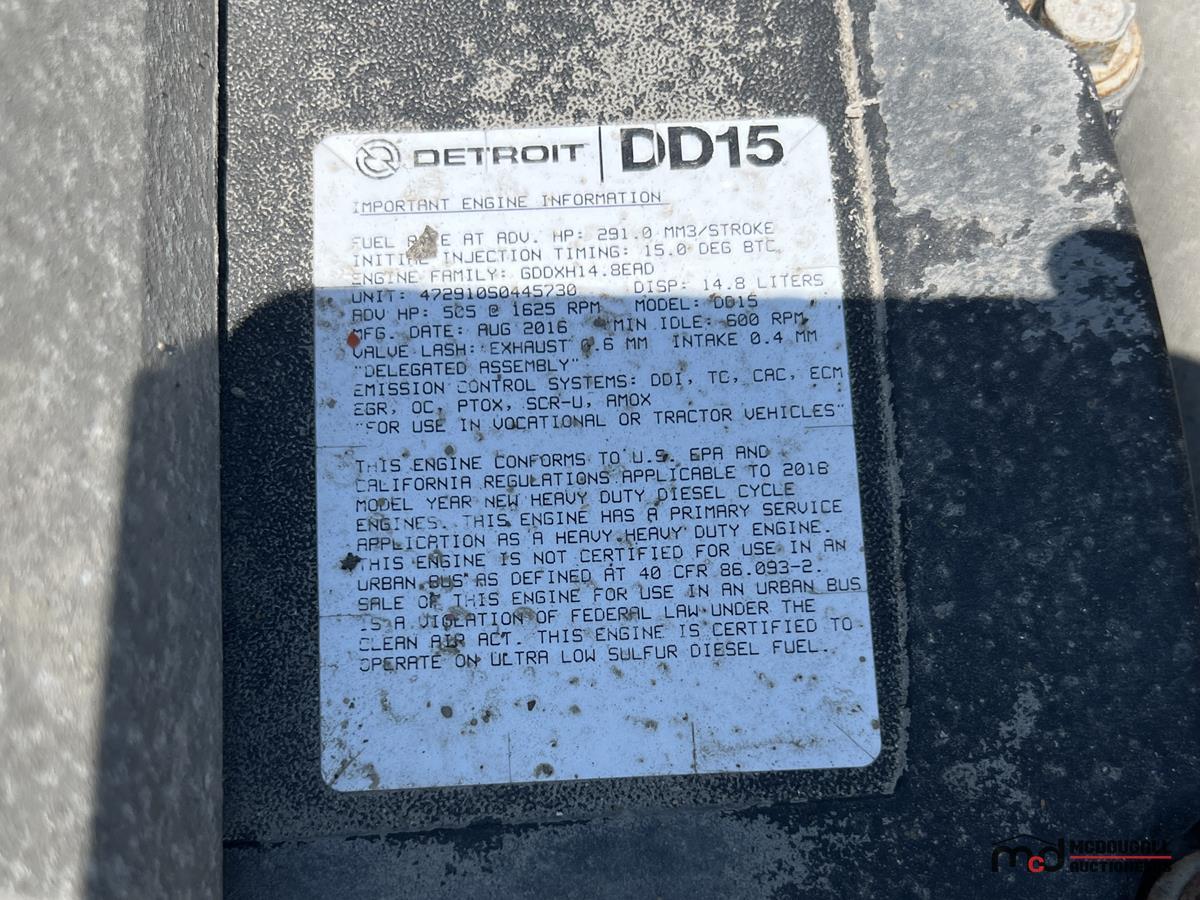 DETROIT | DD15
IMPORTANT ENGINE INFORMATION
FUEL RATE AT ADV. HP: 291.0 MM3/STROKE
INITIAL INJECTION TIMING: 15.0 DEG BTC
ENGINE FAMILY: GDDXH14.8EAD DISP: 14.8 LITERS
UNIT: 472910S0445730
ADV HP: 505 @ 1625 RPM MODEL: DD15
MFG. DATE: AUG 2016 MIN IDLE: 600 RPM
VALVE LASH: EXHAUST 0.6 MM INTAKE 0.4 MM
"DELEGATED ASSEMBLY"
EMISSION CONTROL SYSTEMS: DDI, TC, CAC, ECM
EGR, OC, PTOX, SCR-U, AMOX
"FOR USE IN VOCATIONAL OR TRACTOR VEHICLES"
THIS ENGINE CONFORMS TO U.S. EPA AND
CALIFORNIA REGULATIONS APPLICABLE TO 2016
MODEL YEAR NEW HEAVY DUTY DIESEL CYCLE
ENGINES. THIS ENGINE HAS A PRIMARY SERVICE
APPLICATION AS A HEAVY HEAVY DUTY ENGINE.
THIS ENGINE IS NOT CERTIFIED FOR USE IN AN
URBAN BUS AS DEFINED AT 40 CFR 86.093-2.
SALE OF THIS ENGINE FOR USE IN AN URBAN BUS
IS A VIOLATION OF FEDERAL LAW UNDER THE
CLEAN AIR ACT. THIS ENGINE IS CERTIFIED TO
OPERATE ON ULTRA LOW SULFUR DIESEL FUEL.
mcd MCDOUGALL
AUCTIONEERS